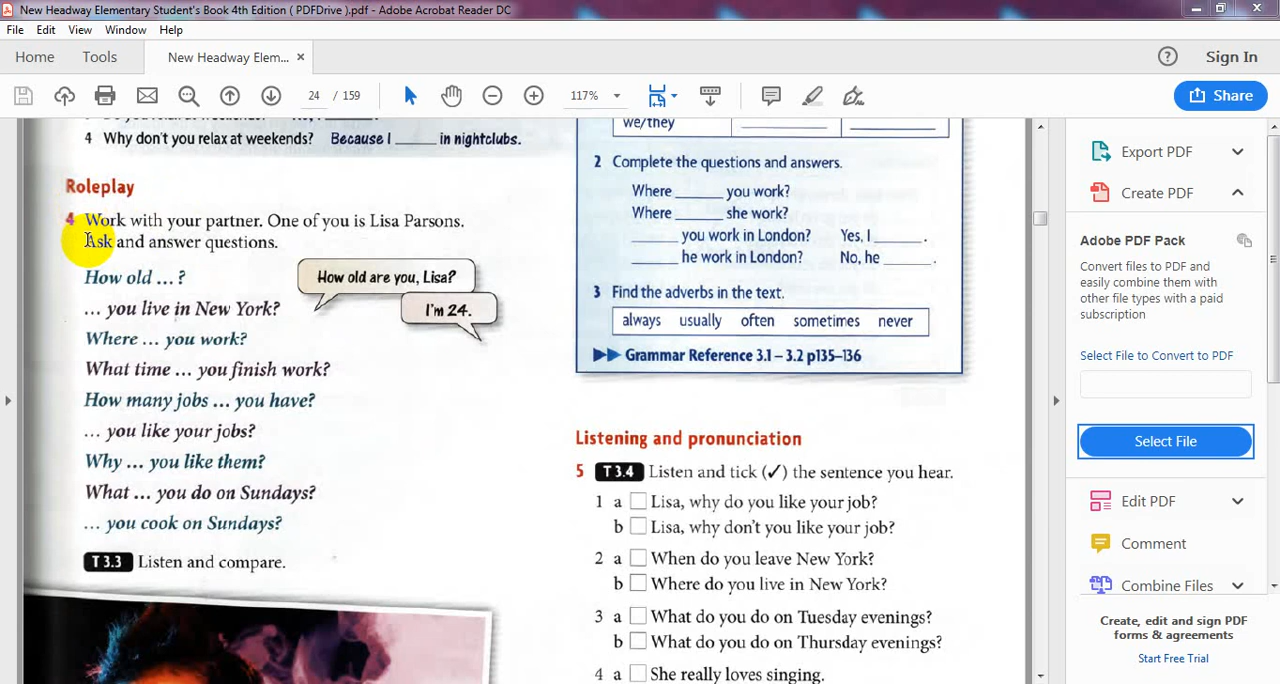 New Headway Elementary Student's Book 4th Edition ( PDFDrive ).pdf - Adobe Acrobat Reader DC
File Edit View Window Help
Home Tools New Headway Elem... × Sign In
24 / 159 117% Share
4 Why don't you relax at weekends? Because I ______ in nightclubs.
Roleplay
4 Work with your partner. One of you is Lisa Parsons.
Ask and answer questions.
How old ... ?
... you live in New York?
Where ... you work?
What time ... you finish work?
How many jobs ... you have?
... you like your jobs?
Why ... you like them?
What ... you do on Sundays?
... you cook on Sundays?
How old are you, Lisa?
I'm 24.
T 3.3 Listen and compare.
we/they
2 Complete the questions and answers.
Where ______ you work?
Where ______ she work?
______ you work in London? Yes, I ______.
______ he work in London? No, he ______.
3 Find the adverbs in the text.
always usually often sometimes never
Grammar Reference 3.1 – 3.2 p135–136
Listening and pronunciation
5 T 3.4 Listen and tick (✓) the sentence you hear.
1 a Lisa, why do you like your job?
b Lisa, why don't you like your job?
2 a When do you leave New York?
b Where do you live in New York?
3 a What do you do on Tuesday evenings?
b What do you do on Thursday evenings?
4 a She really loves singing.
Export PDF
Create PDF
Adobe PDF Pack
Convert files to PDF and
easily combine them with
other file types with a paid
subscription
Select File to Convert to PDF
Select File
Edit PDF
Comment
Combine Files
Create, edit and sign PDF
forms & agreements
Start Free Trial